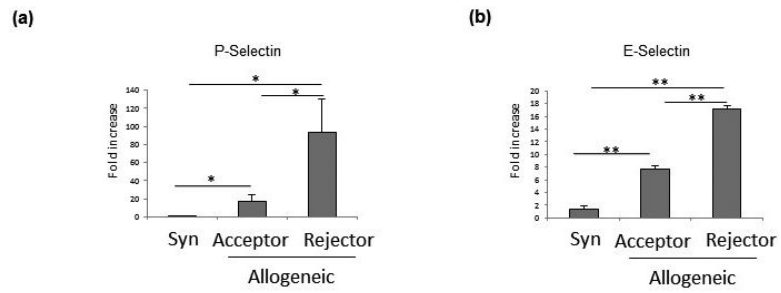 (a)
P-Selectin
Fold increase
140
120
100
80
60
40
20
0
*
*
*
Syn Acceptor Rejector
Allogeneic
(b)
E-Selectin
Fold increase
20
18
16
14
12
10
8
6
4
2
0
**
**
**
Syn Acceptor Rejector
Allogeneic